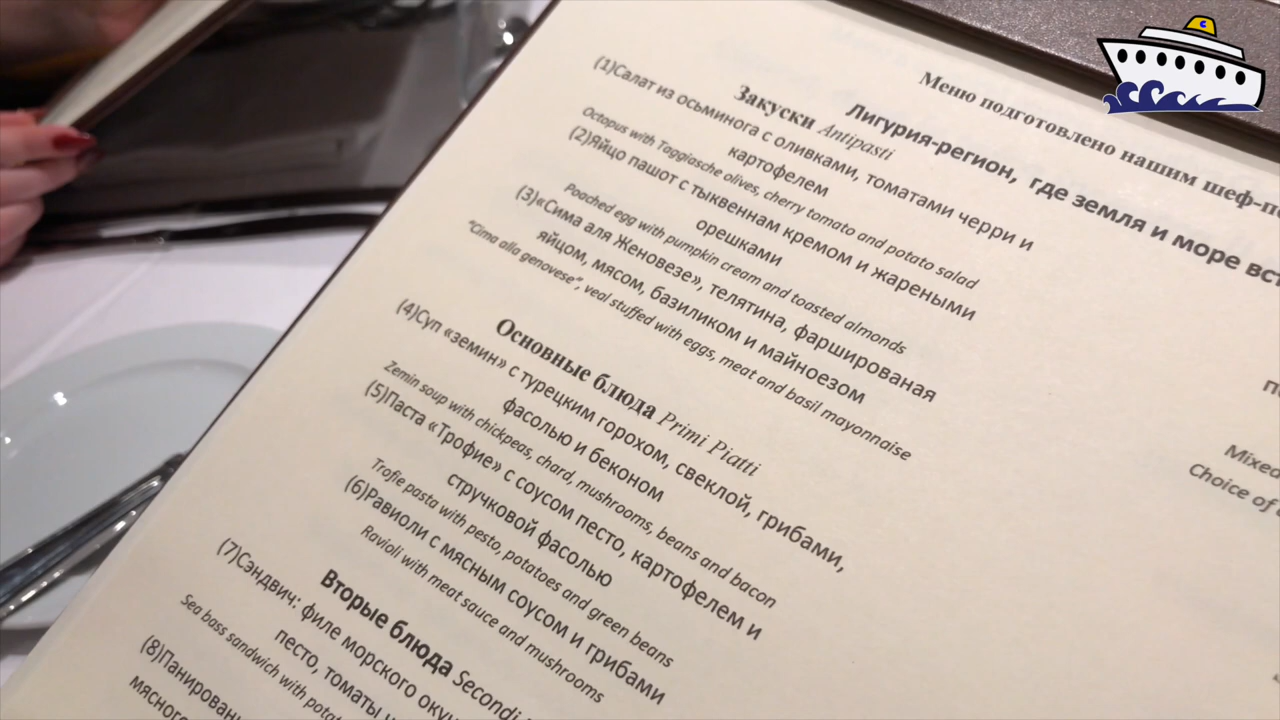 Меню подготовлено нашим
Лигурия-регион, где земля и море
Закуски Antipasti
(1)Салат из осьминога с оливками, томатами черри и
картофелем
Octopus with Taggiasche olives, cherry tomato and potato salad
(2)Яйцо пашот с тыквеннам кремом и жареными
орешками
Poached egg with pumpkin cream and toasted almonds
(3)«Сима аля Женовезе», телятина, фаршированая
яйцом, мясом, базиликом и майноезом
"Cima alla genovese", veal stuffed with eggs, meat and basil mayonnaise
Основные блюда Primi Piatti
(4)Суп «земин» с турецким горохом, свеклой, грибами,
фасолью и беконом
Zemin soup with chickpeas, chard, mushrooms, beans and bacon
(5)Паста «Трофие» с соусом песто, картофелем и
стручковой фасолью
Trofie pasta with pesto, potatoes and green beans
(6)Равиоли с мясным соусом и грибами
Ravioli with meat sauce and mushrooms
Вторые блюда Secondi
(7)Сэндвич: филе морского
песто, томаты
Sea bass sandwich with
(8)
мясного
Mixed
Choice of
C